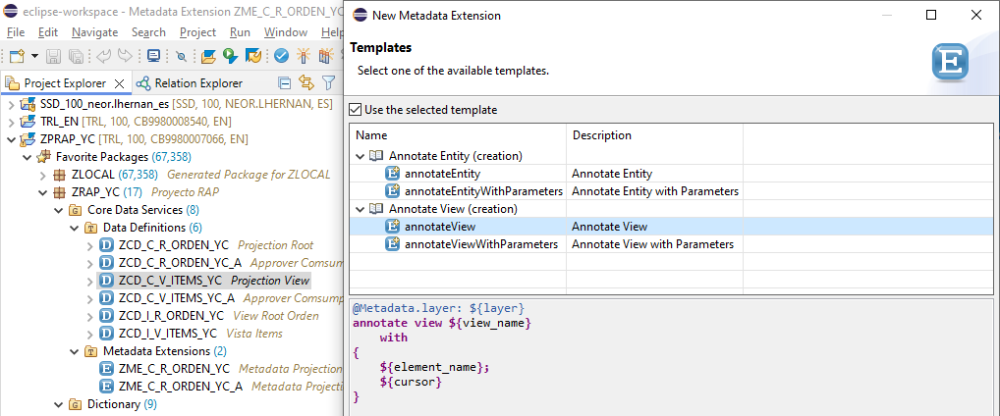 eclipse-workspace - Metadata Extension ZME_C_R_ORDEN_YC
File Edit Navigate Search Project Run Window
Project Explorer Relation Explorer
SSD_100_neor.lhernan_es [SSD, 100, NEOR.LHERNAN, ES]
TRL_EN [TRL, 100, CB9980008540, EN]
ZPRAP_YC [TRL, 100, CB9980007066, EN]
Favorite Packages (67,358)
ZLOCAL (67,358) Generated Package for ZLOCAL
ZRAP_YC (17) Proyecto RAP
Core Data Services (8)
Data Definitions (6)
ZCD_C_R_ORDEN_YC Projection Root
ZCD_C_R_ORDEN_YC_A Approver Comsum
ZCD_C_V_ITEMS_YC Projection View
ZCD_C_V_ITEMS_YC_A Approver Comsump
ZCD_I_R_ORDEN_YC View Root Orden
ZCD_I_V_ITEMS_YC Vista Items
Metadata Extensions (2)
ZME_C_R_ORDEN_YC Metadata Projection
ZME_C_R_ORDEN_YC_A Metadata Projecti
Dictionary (9)
New Metadata Extension
Templates
Select one of the available templates.
E
Use the selected template
Name Description
Annotate Entity (creation)
annotateEntity Annotate Entity
annotateEntityWithParameters Annotate Entity with Parameters
Annotate View (creation)
annotateView Annotate View
annotateViewWithParameters Annotate View with Parameters
@Metadata.layer: ${layer}
annotate view ${view_name}
with
{
${element_name};
${cursor}
}